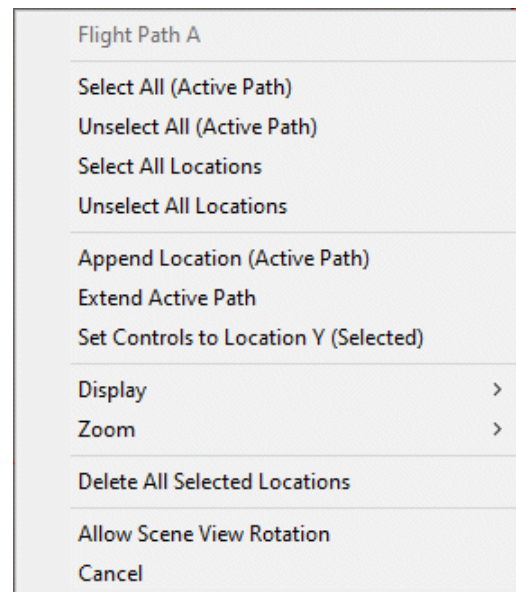 Flight Path A
Select All (Active Path)
Unselect All (Active Path)
Select All Locations
Unselect All Locations
Append Location (Active Path)
Extend Active Path
Set Controls to Location Y (Selected)
Display
Zoom
Delete All Selected Locations
Allow Scene View Rotation
Cancel